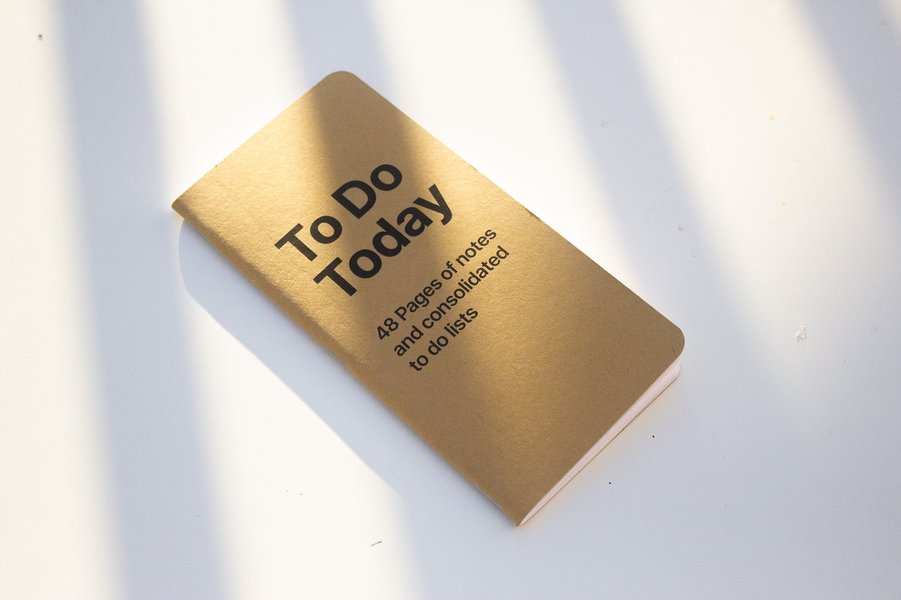 To Do
Today
48 Pages of notes
and consolidated
to do lists